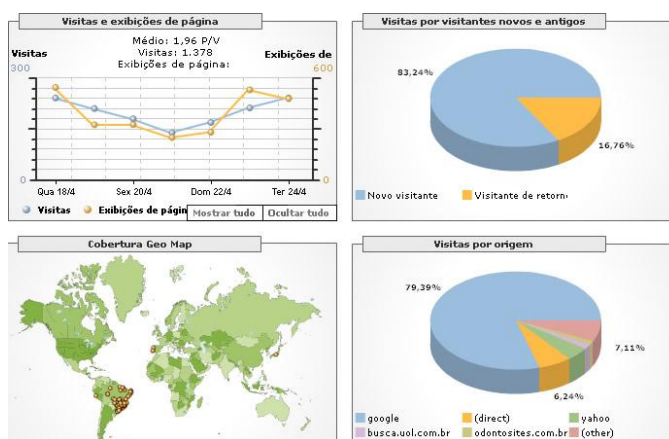 Visitas e exibições de página
Médio: 1,96 P/V
Visitas: 1.378
Exibições de página:
Visitas
Exibições de
300
600
0
0
Qua 18/4
Sex 20/4
Dom 22/4
Ter 24/4
Visitas
Exibições de págin
Mostrar tudo
Ocultar tudo
Visitas por visitantes novos e antigos
83,24%
16,76%
Novo visitante
Visitante de retorn
Cobertura Geo Map
Visitas por origem
79,39%
7,11%
6,24%
google
(direct)
yahoo
busca.uol.com.br
odontosites.com.br
(other)